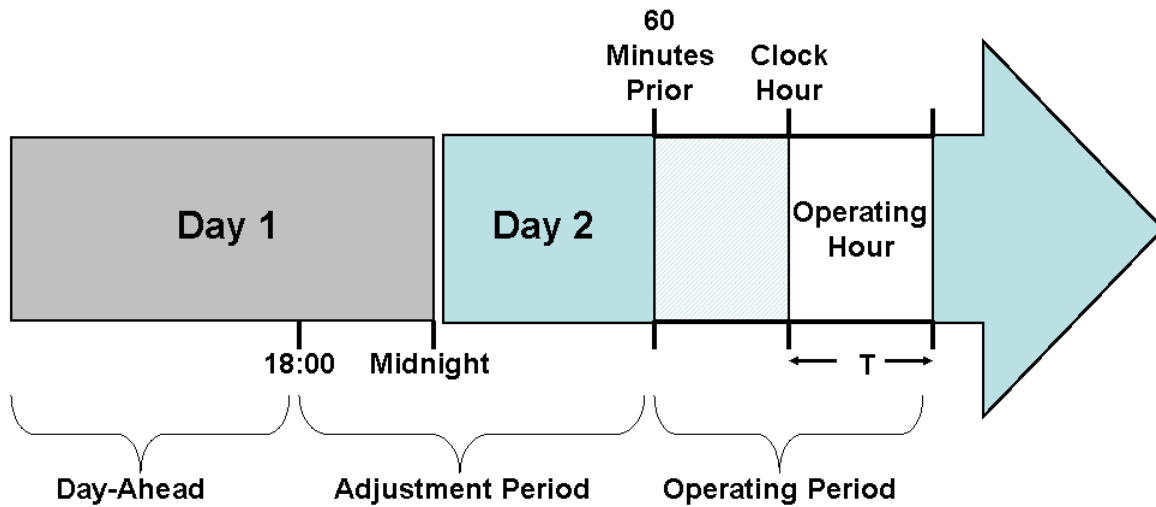 60
Minutes
Prior
Clock
Hour
Day 1
Day 2
Operating
Hour
18:00
Midnight
T
Day-Ahead
Adjustment Period
Operating Period